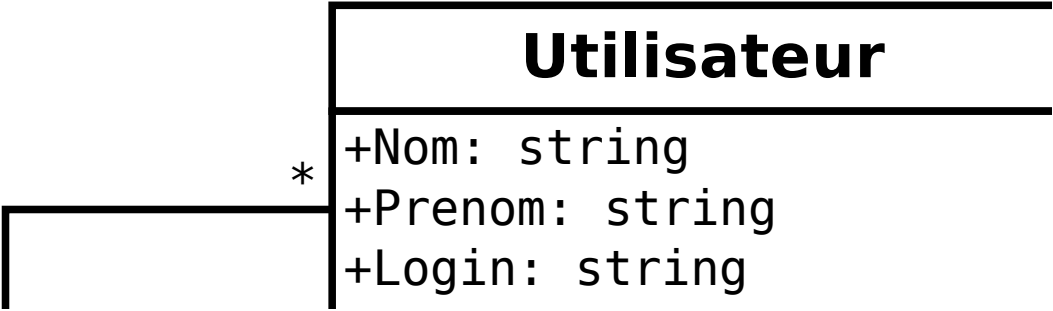 Utilisateur
+Nom: string
*
+Prenom: string
+Login: string